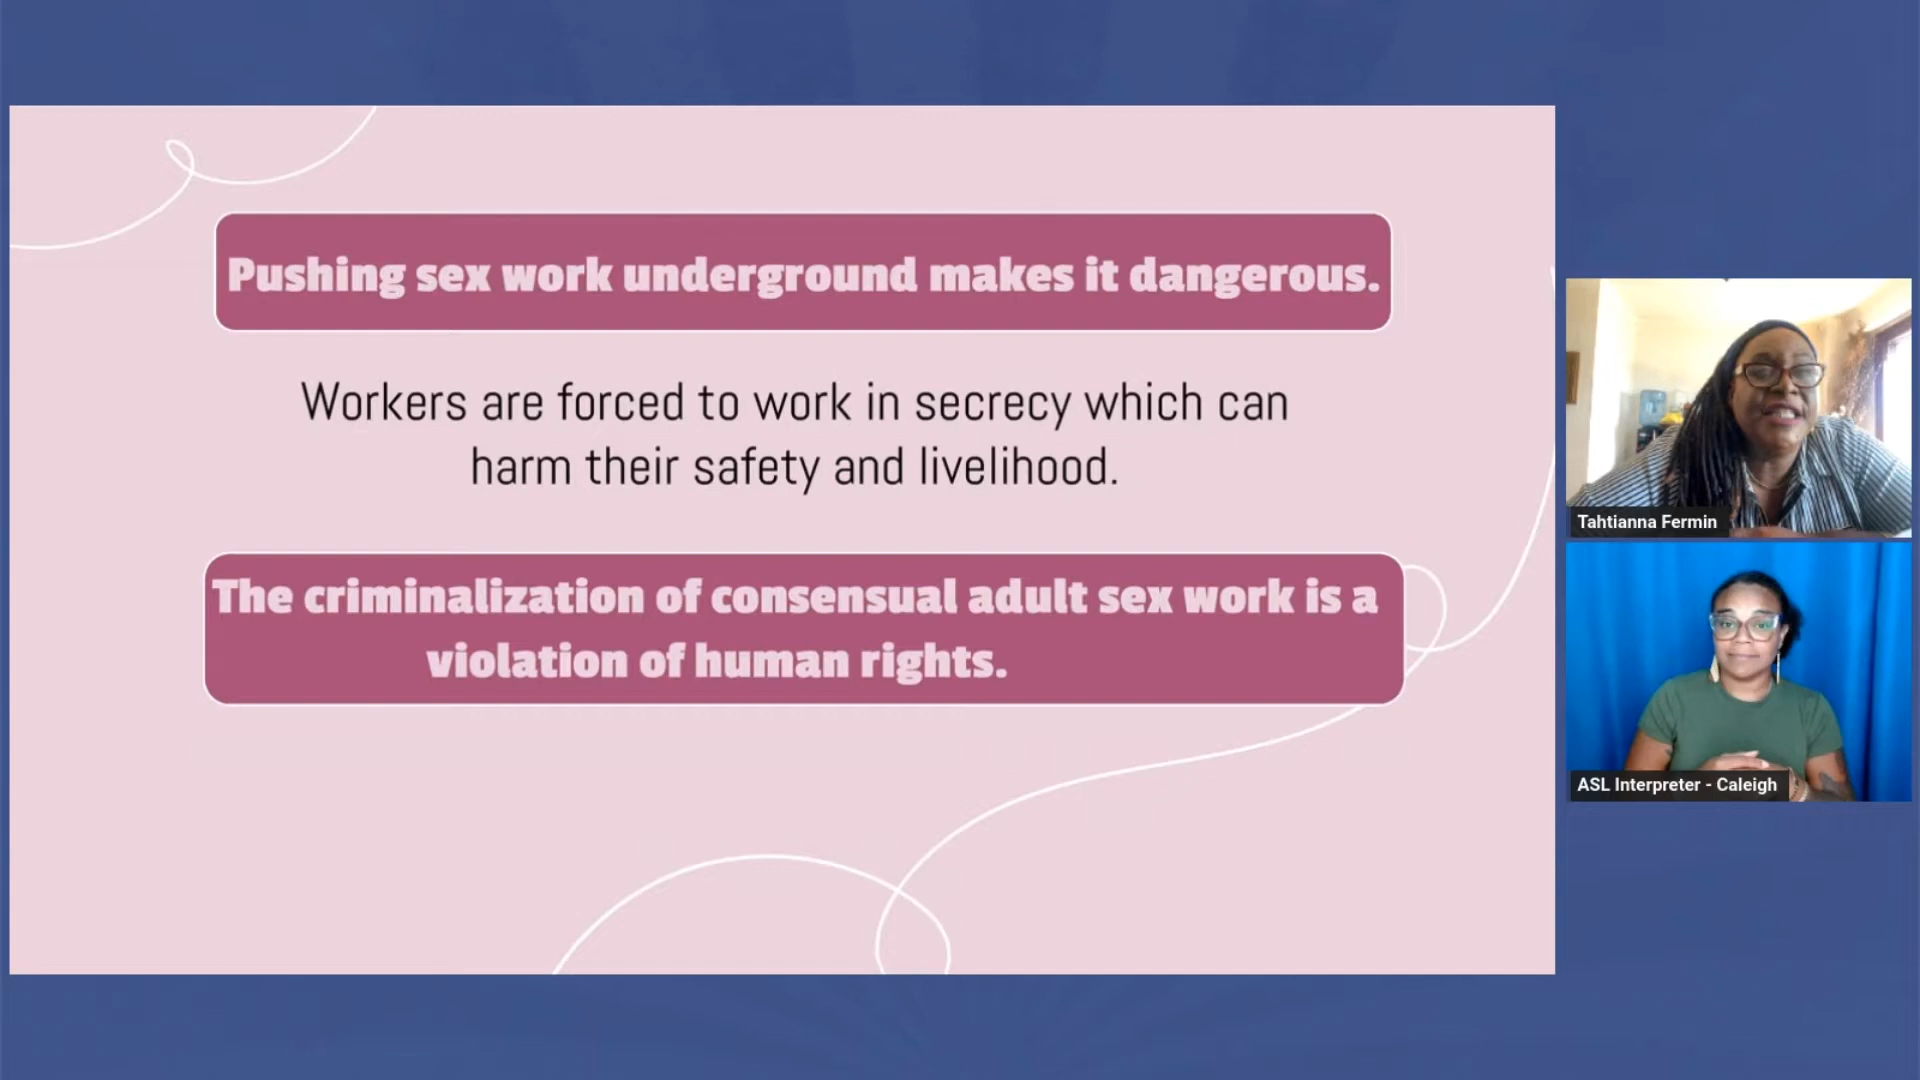 Pushing sex work underground makes it dangerous.
Workers are forced to work in secrecy which can
harm their safety and livelihood.
The criminalization of consensual adult sex work is a
violation of human rights.
Tahtianna Fermin
ASL Interpreter - Caleigh